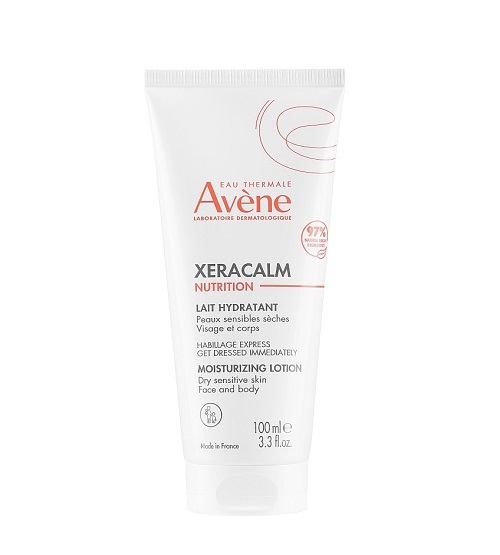 EAU THERMALE
Avène
LABORATOIRE DERMATOLOGIQUE
97%
XERACALM
NUTRITION
LAIT HYDRATANT
Peaux sensibles sèches
Visage et corps
HABILLAGE EXPRESS
GET DRESSED IMMEDIATELY
MOISTURIZING LOTION
Dry sensitive skin
Face and body
100 ml ℮
3.3 fl.oz.
Made in France